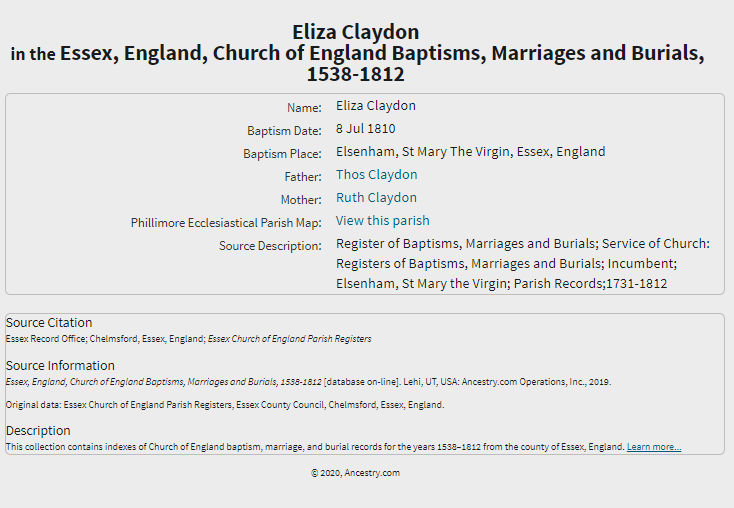 Eliza Claydon
in the Essex, England, Church of England Baptisms, Marriages and Burials,
1538-1812
Name: Eliza Claydon
Baptism Date: 8 Jul 1810
Baptism Place: Elsenham, St Mary The Virgin, Essex, England
Father: Thos Claydon
Mother: Ruth Claydon
Phillimore Ecclesiastical Parish Map: View this parish
Source Description: Register of Baptisms, Marriages and Burials; Service of Church:
Registers of Baptisms, Marriages and Burials; Incumbent;
Elsenham, St Mary the Virgin; Parish Records;1731-1812
Source Citation
Essex Record Office; Chelmsford, Essex, England; Essex Church of England Parish Registers
Source Information
Essex, England, Church of England Baptisms, Marriages and Burials, 1538-1812 [database on-line]. Lehi, UT, USA: Ancestry.com Operations, Inc., 2019.
Original data: Essex Church of England Parish Registers, Essex County Council, Chelmsford, Essex, England.
Description
This collection contains indexes of Church of England baptism, marriage, and burial records for the years 1538–1812 from the county of Essex, England. Learn more...
© 2020, Ancestry.com